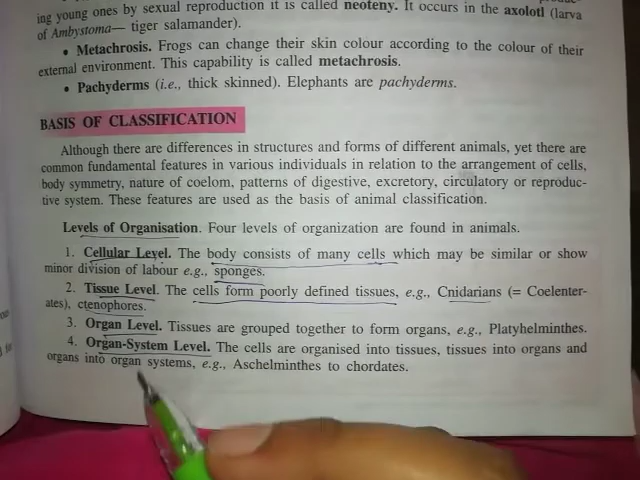 ing young ones by sexual reproduction it is called neoteny. It occurs in the axolotl (larva
of Ambystoma— tiger salamander).
• Metachrosis. Frogs can change their skin colour according to the colour of their
external environment. This capability is called metachrosis.
• Pachyderms (i.e., thick skinned). Elephants are pachyderms.
BASIS OF CLASSIFICATION
Although there are differences in structures and forms of different animals, yet there are
common fundamental features in various individuals in relation to the arrangement of cells,
body symmetry, nature of coelom, patterns of digestive, excretory, circulatory or reproduc-
tive system. These features are used as the basis of animal classification.
Levels of Organisation. Four levels of organization are found in animals.
1. Cellular Level. The body consists of many cells which may be similar or show
minor division of labour e.g., sponges.
2. Tissue Level. The cells form poorly defined tissues, e.g., Cnidarians (= Coelenter-
ates), ctenophores.
3. Organ Level. Tissues are grouped together to form organs, e.g., Platyhelminthes.
4. Organ-System Level. The cells are organised into tissues, tissues into organs and
organs into organ systems, e.g., Aschelminthes to chordates.